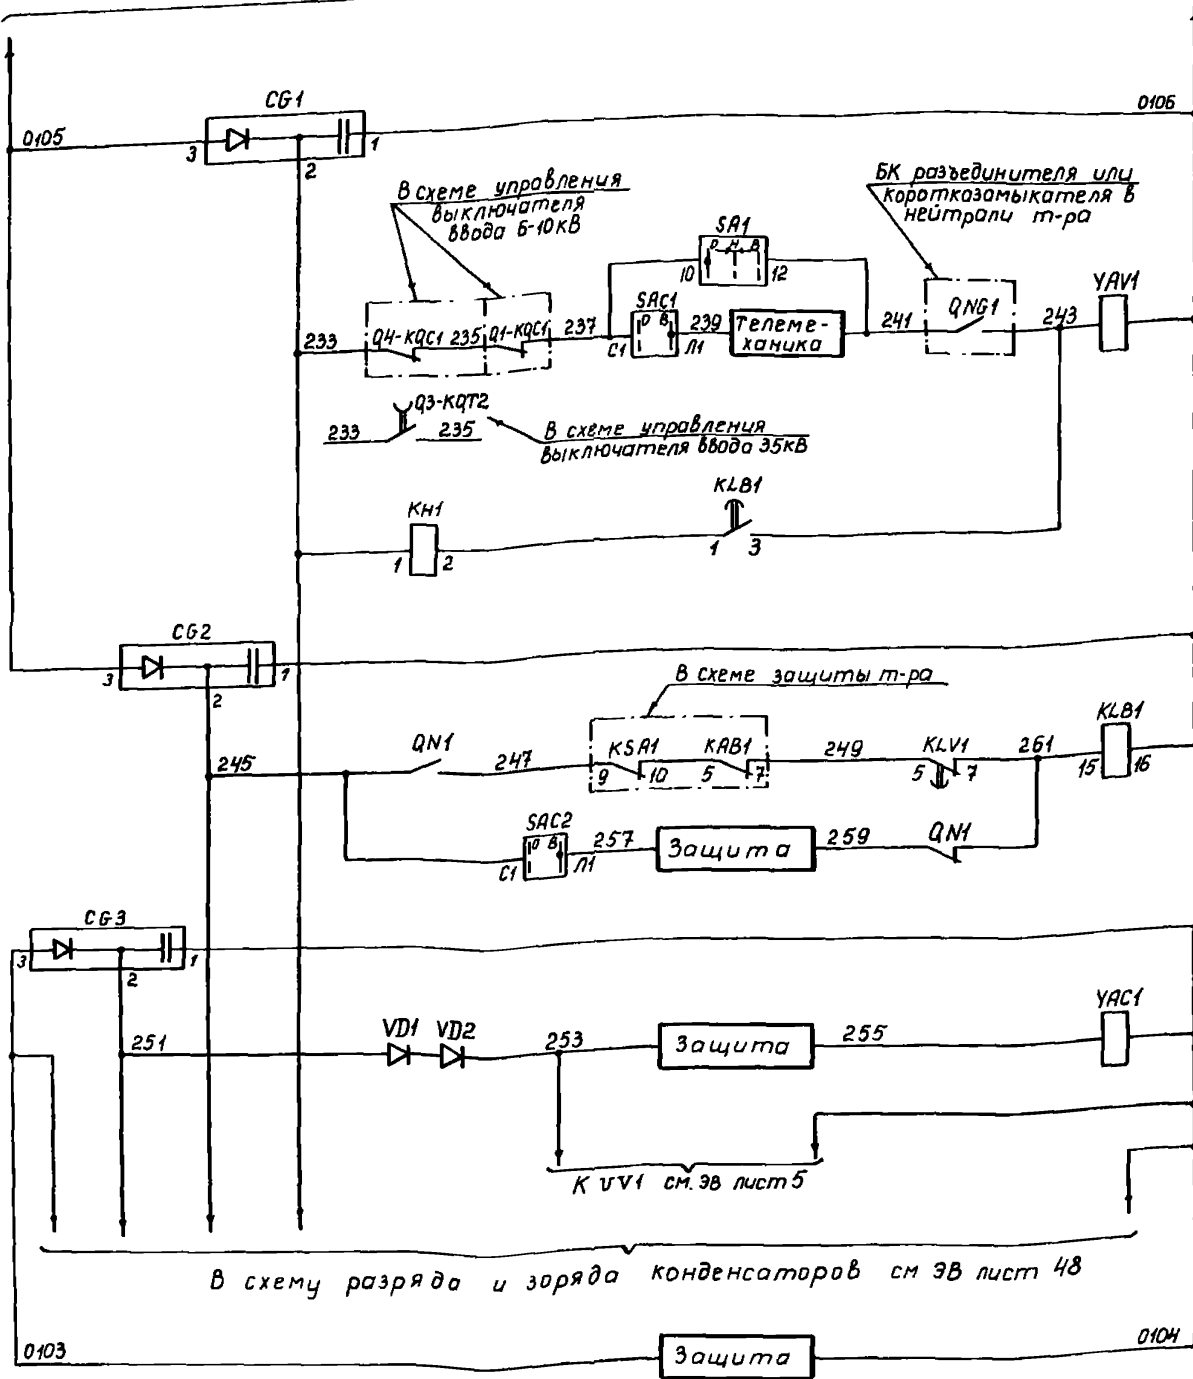 CG1
0105
0106
3
1
2
В схеме управления
выключателя
ввода 6-10кВ
БК разъединителя или
короткозамыкателя в
нейтрали т-ра
SA1
О Н В
10
12
SAC1
О В
QNG1
YAV1
233
Q4-KQC1
235
Q1-KQC1
237
С1
Л1
239
Телеме-
ханика
241
243
Q3-KQT2
233
235
В схеме управления
выключателя ввода 35кВ
KH1
1
2
KLB1
1
3
CG2
3
1
2
В схеме защиты т-ра
245
QN1
247
KSA1
9
10
KAB1
5
7
249
KLV1
5
7
261
KLB1
15
16
SAC2
О В
С1
Л1
257
Защита
259
QN1
CG3
3
1
2
251
VD1
VD2
253
Защита
255
YAC1
К UV1 см. ЭВ лист 5
В схему разряда и заряда конденсаторов см ЭВ лист 48
0103
Защита
0104